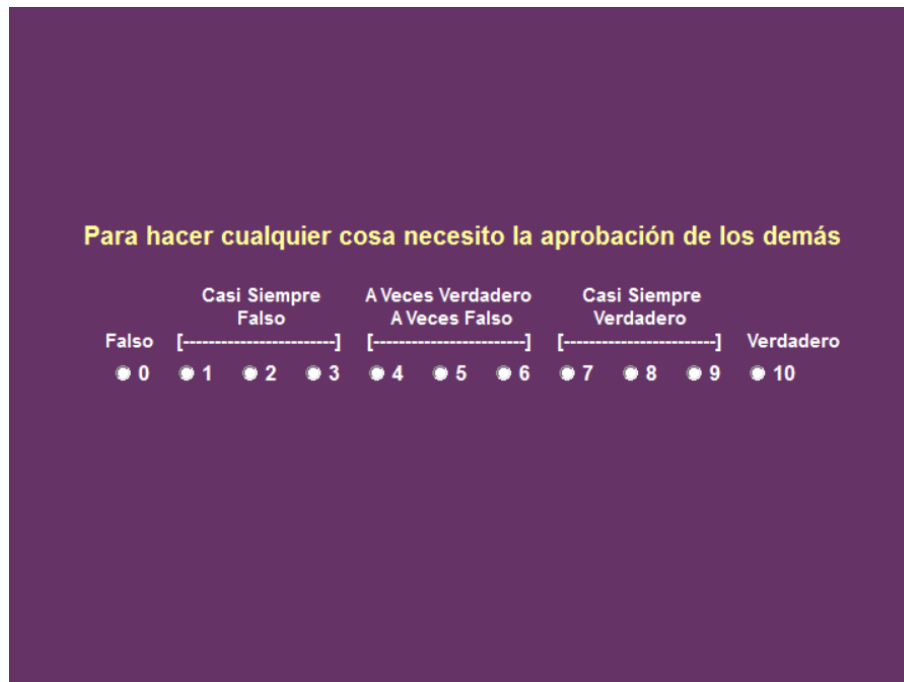 Para hacer cualquier cosa necesito la aprobación de los demás
Casi Siempre A Veces Verdadero Casi Siempre
Falso A Veces Falso Verdadero
Falso [------------------------] [------------------------] [------------------------] Verdadero
0 1 2 3 4 5 6 7 8 9 10